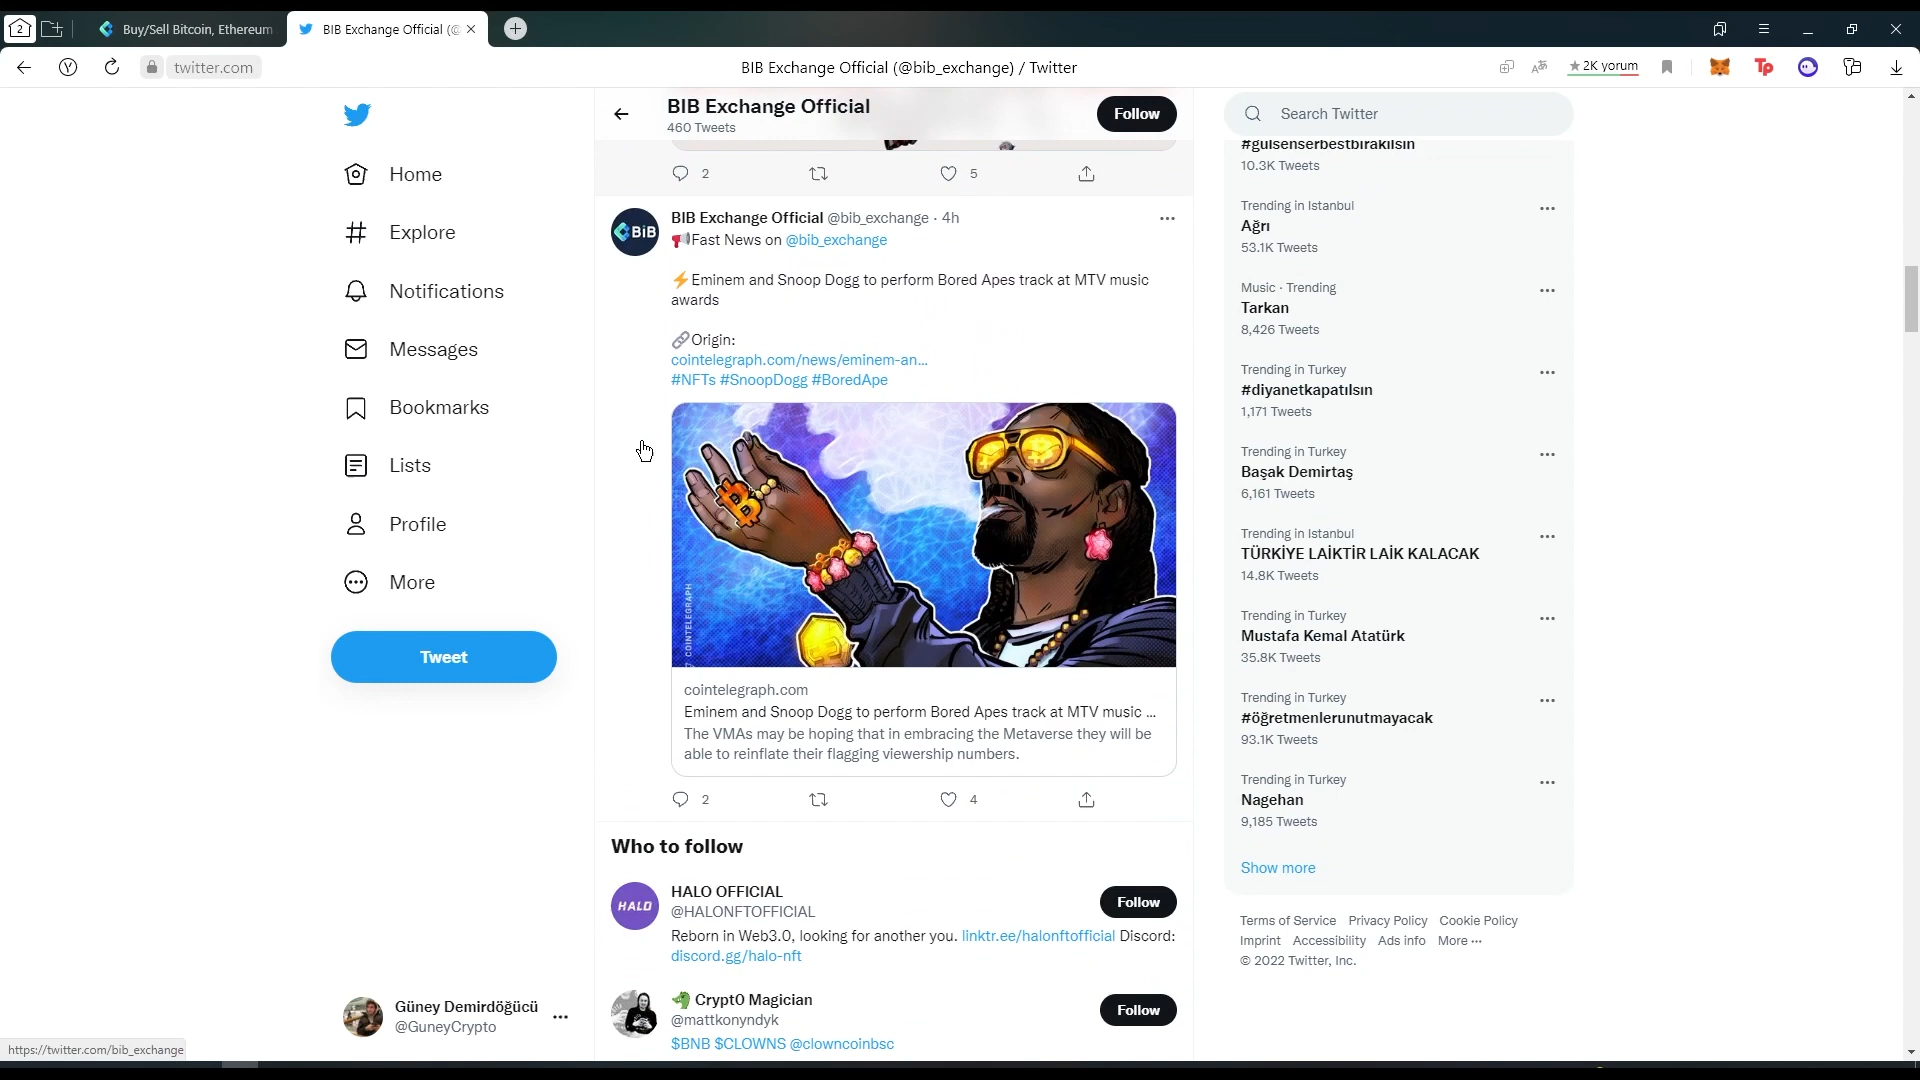 2
Buy/Sell Bitcoin, Ethereum
BIB Exchange Official (@
twitter.com
BIB Exchange Official (@bib_exchange) / Twitter
★ 2K yorum
Home
Explore
Notifications
Messages
Bookmarks
Lists
Profile
More
Tweet
Güney Demirdöğücü
@GuneyCrypto
https://twitter.com/bib_exchange
BIB Exchange Official
460 Tweets
Follow
2 5
BiB
BIB Exchange Official @bib_exchange · 4h
📢Fast News on @bib_exchange
⚡Eminem and Snoop Dogg to perform Bored Apes track at MTV music
awards
🔗Origin:
cointelegraph.com/news/eminem-an...
#NFTs #SnoopDogg #BoredApe
COINTELEGRAPH
cointelegraph.com
Eminem and Snoop Dogg to perform Bored Apes track at MTV music ...
The VMAs may be hoping that in embracing the Metaverse they will be
able to reinflate their flagging viewership numbers.
2 4
Who to follow
HALO
HALO OFFICIAL
@HALONFTOFFICIAL
Follow
Reborn in Web3.0, looking for another you. linktr.ee/halonftofficial Discord:
discord.gg/halo-nft
Crypt0 Magician
@mattkonyndyk
Follow
$BNB $CLOWNS @clowncoinbsc
Search Twitter
#gülşenserbestbırakılsın
10.3K Tweets
Trending in Istanbul
Ağrı
53.1K Tweets
Music · Trending
Tarkan
8,426 Tweets
Trending in Turkey
#diyanetkapatılsın
1,171 Tweets
Trending in Turkey
Başak Demirtaş
6,161 Tweets
Trending in Istanbul
TÜRKİYE LAİKTİR LAİK KALACAK
14.8K Tweets
Trending in Turkey
Mustafa Kemal Atatürk
35.8K Tweets
Trending in Turkey
#öğretmenlerunutmayacak
93.1K Tweets
Trending in Turkey
Nagehan
9,185 Tweets
Show more
Terms of Service Privacy Policy Cookie Policy
Imprint Accessibility Ads info More ···
© 2022 Twitter, Inc.